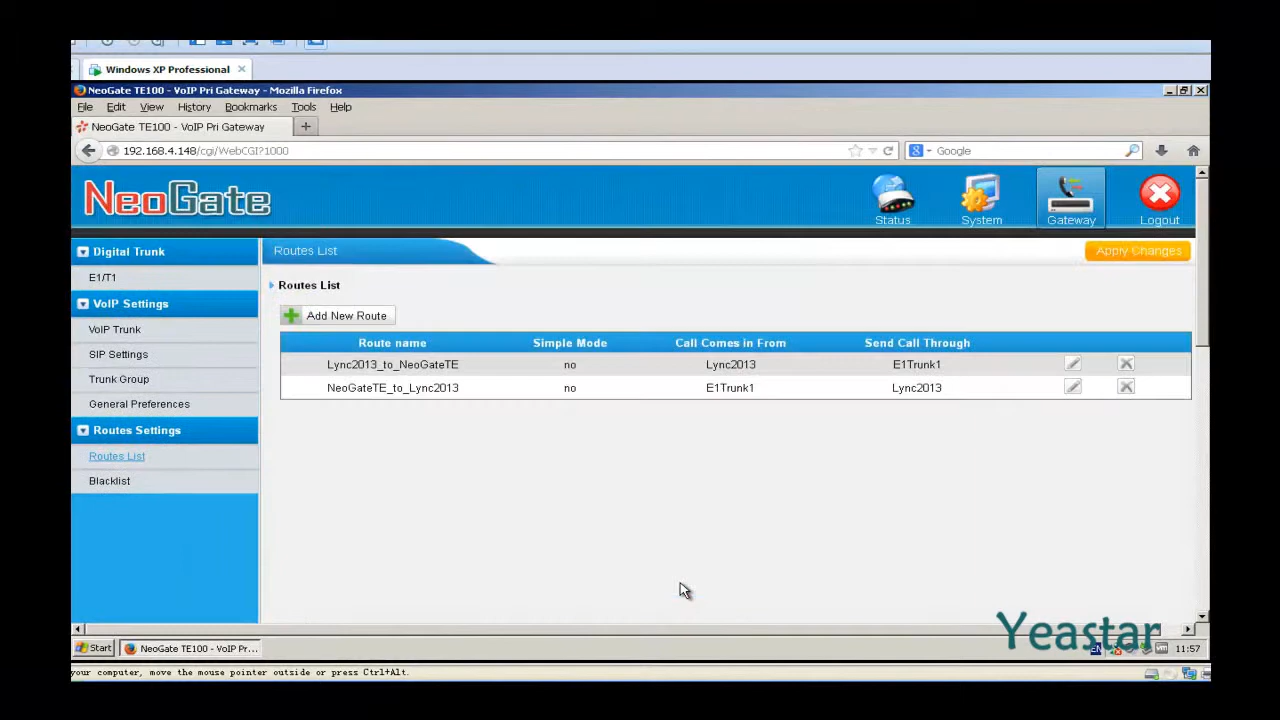 Windows XP Professional
NeoGate TE100 - VoIP Pri Gateway - Mozilla Firefox
File Edit View History Bookmarks Tools Help
NeoGate TE100 - VoIP Pri Gateway
192.168.4.148/cgi/WebCGI?1000
Google
NeoGate
Status System Gateway Logout
Digital Trunk
E1/T1
VoIP Settings
VoIP Trunk
SIP Settings
Trunk Group
General Preferences
Routes Settings
Routes List
Blacklist
Routes List
Apply Changes
Routes List
Add New Route
Route name Simple Mode Call Comes in From Send Call Through
Lync2013_to_NeoGateTE no Lync2013 E1Trunk1
NeoGateTE_to_Lync2013 no E1Trunk1 Lync2013
Yeastar
Start NeoGate TE100 - VoIP Pr... EN 11:57
your computer, move the mouse pointer outside or press Ctrl+Alt.